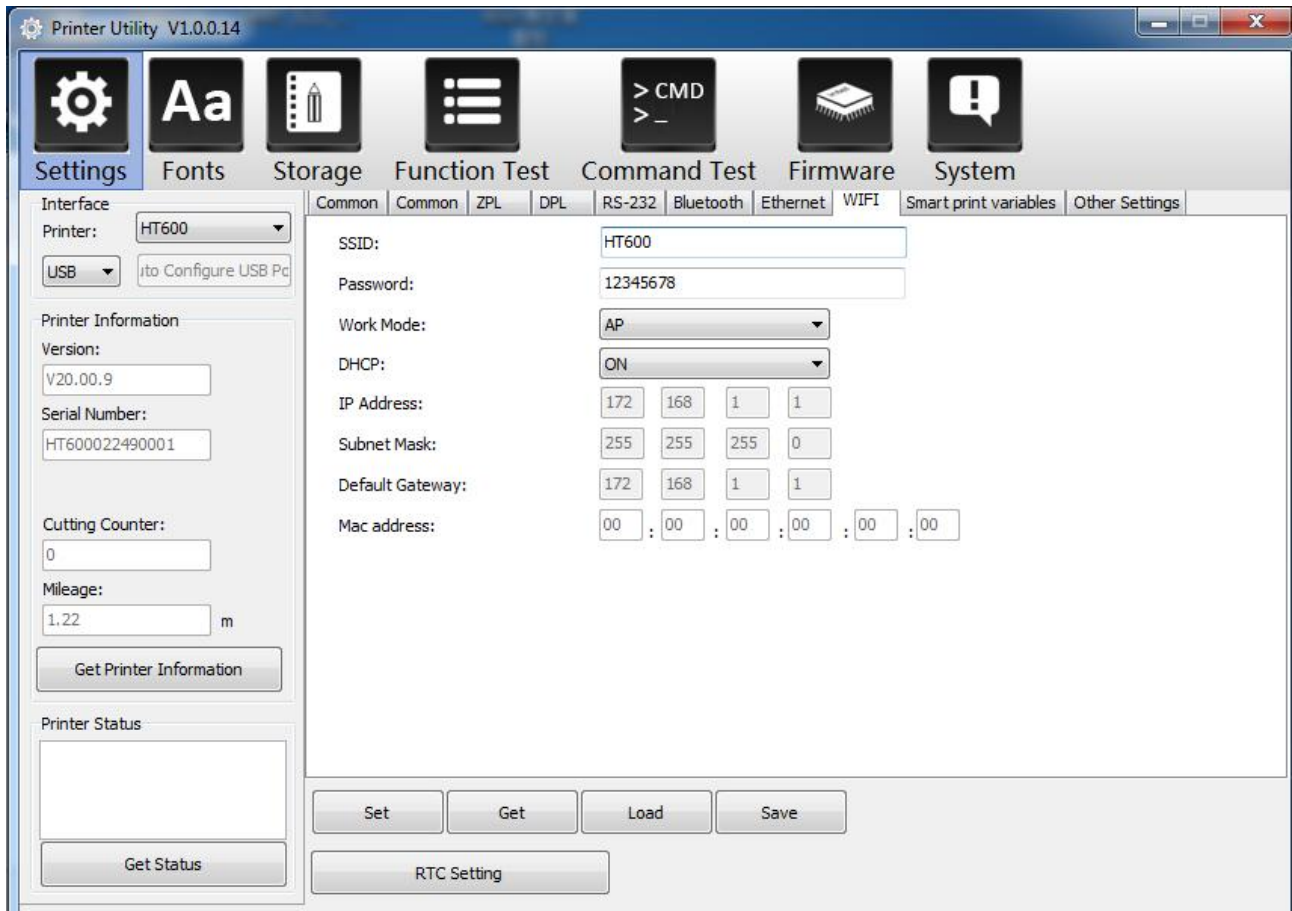 Printer Utility V1.0.0.14
> CMD
> _
Aa
Settings Fonts Storage Function Test Command Test Firmware System
Interface
Printer: HT600
USB ito Configure USB Pc
Printer Information
Version:
V20.00.9
Serial Number:
HT600022490001
Cutting Counter:
0
Mileage:
1.22 m
Get Printer Information
Printer Status
Get Status
Common Common ZPL DPL RS-232 Bluetooth Ethernet WIFI Smart print variables Other Settings
SSID: HT600
Password: 12345678
Work Mode: AP
DHCP: ON
IP Address: 172 168 1 1
Subnet Mask: 255 255 255 0
Default Gateway: 172 168 1 1
Mac address: 00 : 00 : 00 : 00 : 00 : 00
Set Get Load Save
RTC Setting